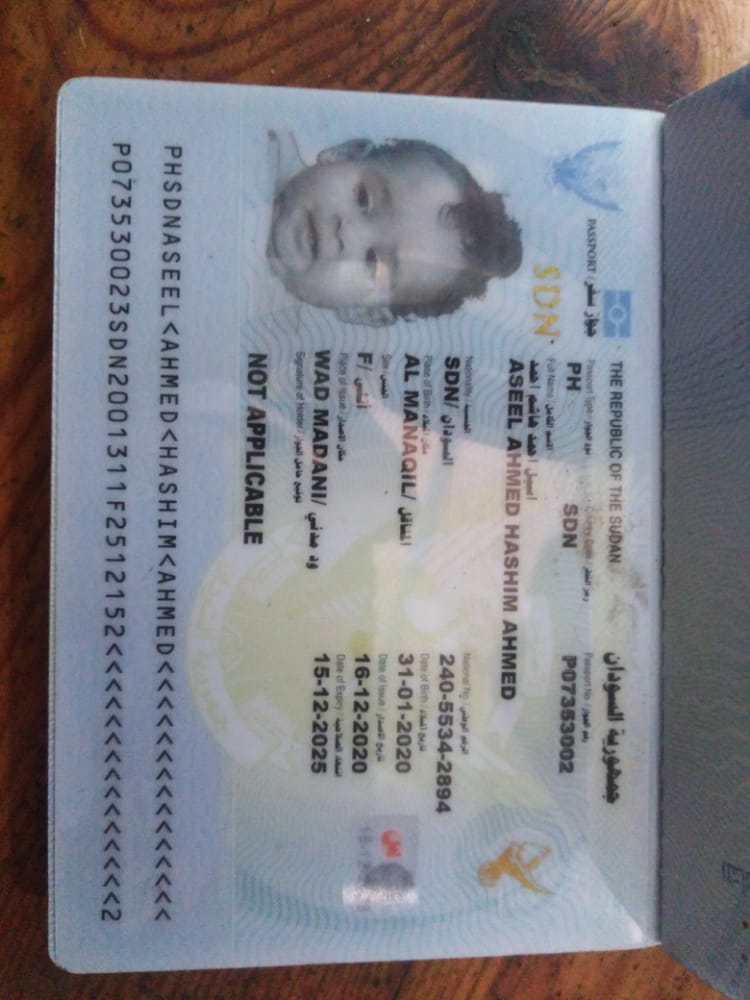 THE REPUBLIC OF THE SUDAN جمهورية السودان
PASSPORT / جواز سفر
Passport Type / نوع الجواز Country Code / رمز القطر Passport No. / رقم الجواز
PH SDN P07353002
Full Name / الاسم الكامل
اسيل احمد هاشم احمد
ASEEL AHMED HASHIM AHMED
SDN
Nationality / الجنسية National No. / الرقم الوطني
SDN/ السودان 240-5534-2894
Place of Birth / مكان الميلاد Date of Birth / تاريخ الميلاد
AL MANAQIL/ المناقل 31-01-2020
Sex / الجنس Date of Issue / تاريخ الاصدار
F/ أنثى 16-12-2020
Place of Issue / مكان الاصدار Date of Expiry /
WAD MADANI/ ود مدني 15-12-2025
Signature of Holder / توقيع حامل الجواز
NOT APPLICABLE
PHSDNASEEL<AHMED<HASHIM<AHMED<<<<<<<<<<<<<<<
P073530023SDN2001311F2512152<<<<<<<<<<<<<<<2